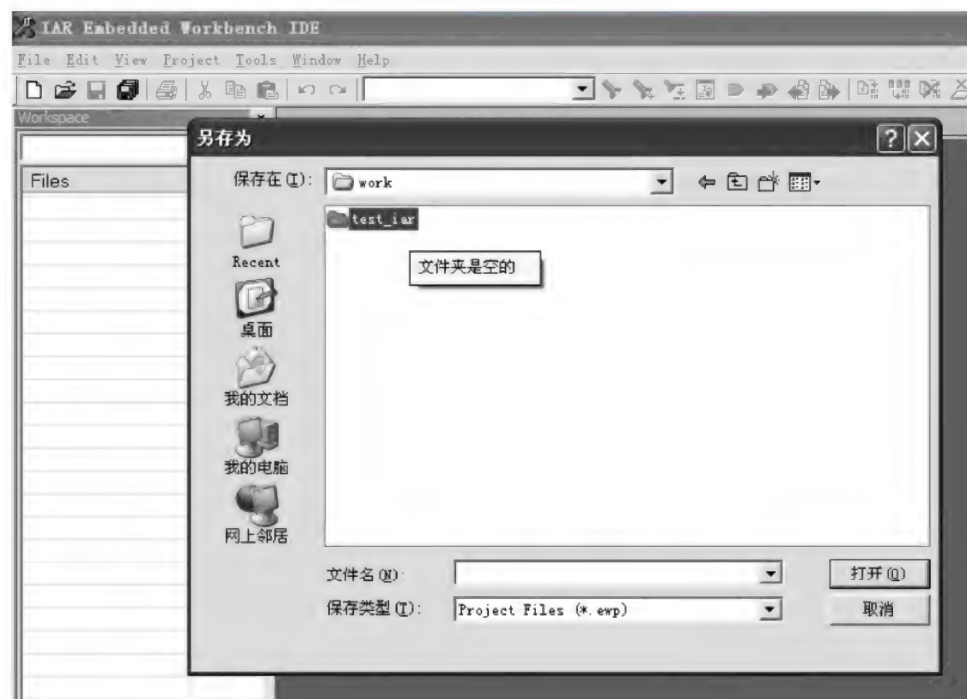 IAR Embedded Workbench IDE
File Edit View Project Tools Window Help
Workspace
另存为
Files
保存在(I):
work
test_iar
文件夹是空的
Recent
桌面
我的文档
我的电脑
网上邻居
文件名(N):
打开(O)
保存类型(T):
Project Files (*.ewp)
取消